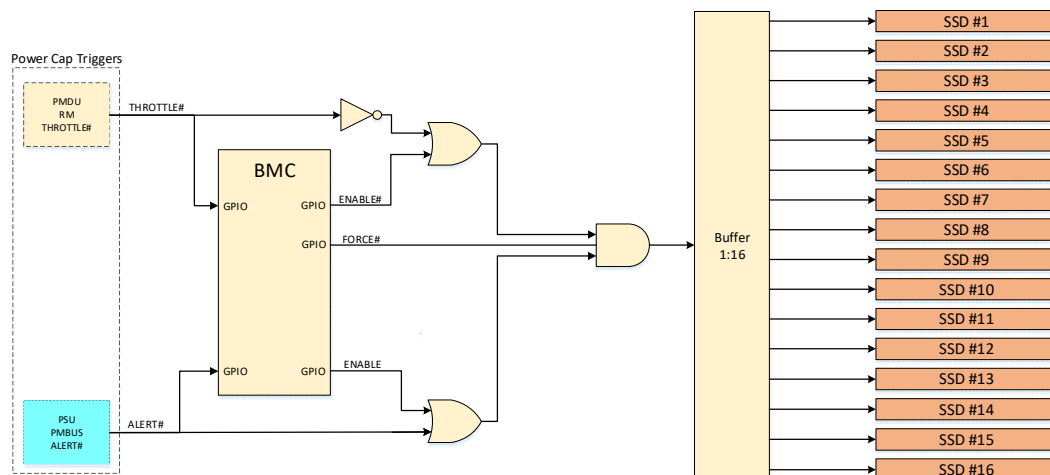 Power Cap Triggers
PMDU
RM
THROTTLE#
THROTTLE#
BMC
GPIO
GPIO
ENABLE#
GPIO
FORCE#
GPIO
GPIO
ENABLE
PSU
PMBUS
ALERT#
ALERT#
Buffer
1:16
SSD #1
SSD #2
SSD #3
SSD #4
SSD #5
SSD #6
SSD #7
SSD #8
SSD #9
SSD #10
SSD #11
SSD #12
SSD #13
SSD #14
SSD #15
SSD #16